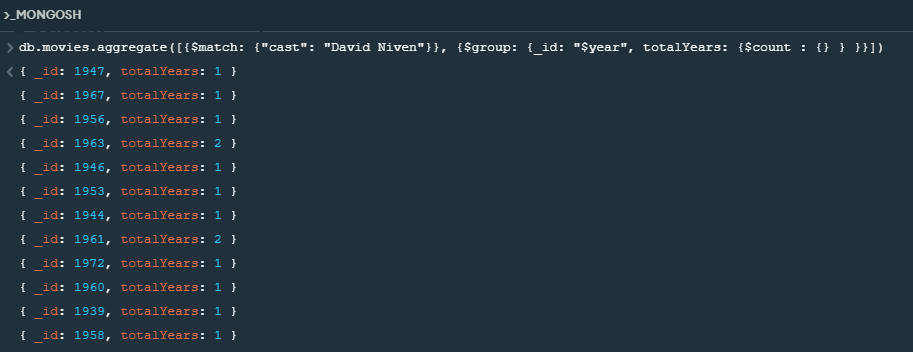 >_MONGOSH
> db.movies.aggregate([{$match: {"cast": "David Niven"}}, {$group: {_id: "$year", totalYears: {$count : {} } }}])
< { _id: 1947, totalYears: 1 }
{ _id: 1967, totalYears: 1 }
{ _id: 1956, totalYears: 1 }
{ _id: 1963, totalYears: 2 }
{ _id: 1946, totalYears: 1 }
{ _id: 1953, totalYears: 1 }
{ _id: 1944, totalYears: 1 }
{ _id: 1961, totalYears: 2 }
{ _id: 1972, totalYears: 1 }
{ _id: 1960, totalYears: 1 }
{ _id: 1939, totalYears: 1 }
{ _id: 1958, totalYears: 1 }